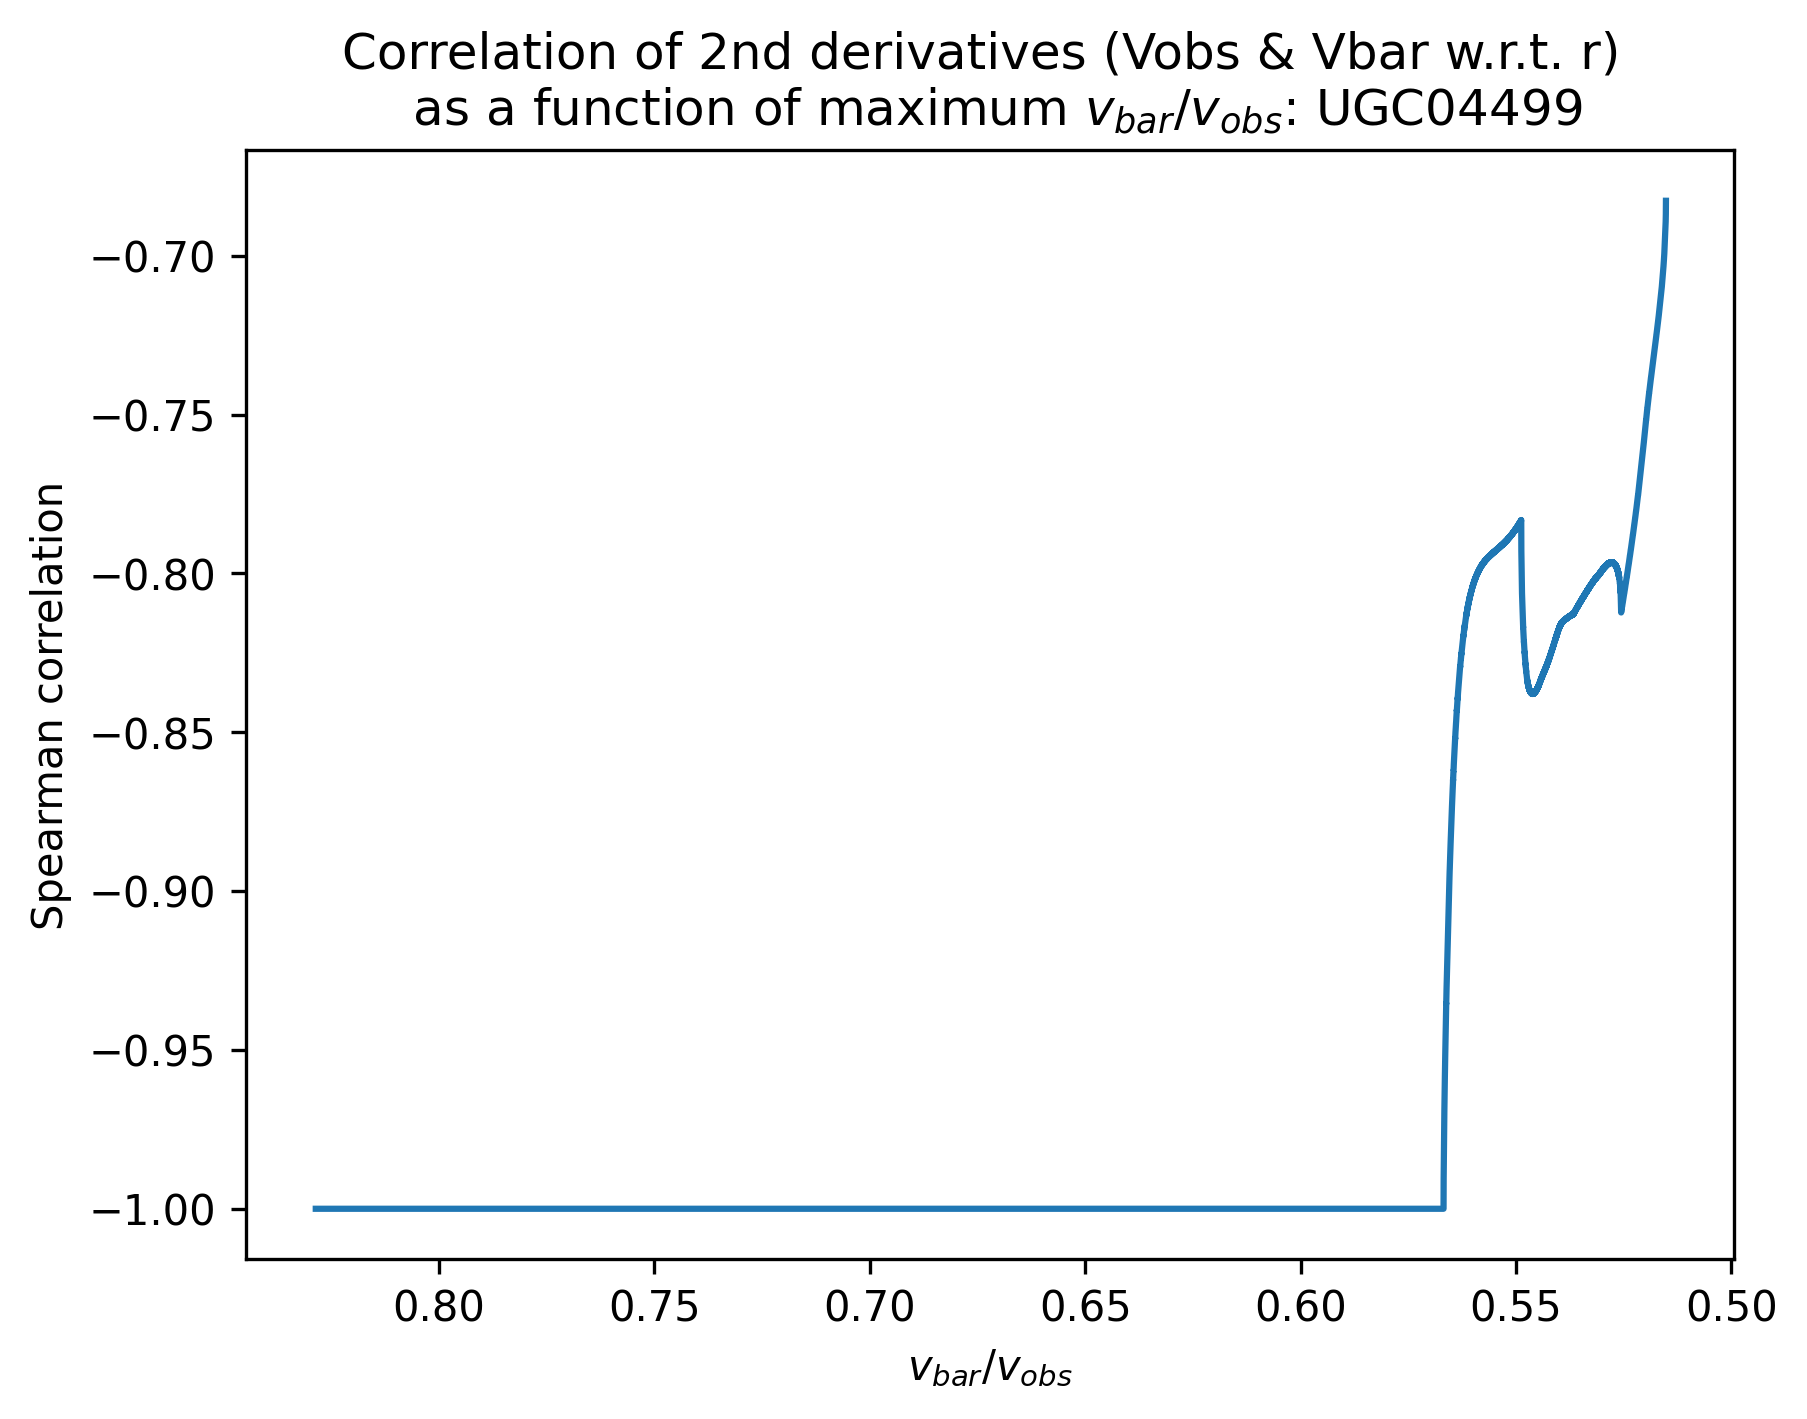 Correlation of 2nd derivatives (Vobs & Vbar w.r.t. r)
as a function of maximum v_bar/v_obs: UGC04499
−0.70
−0.75
−0.80
−0.85
−0.90
−0.95
−1.00
Spearman correlation
0.80 0.75 0.70 0.65 0.60 0.55 0.50
v_bar/v_obs